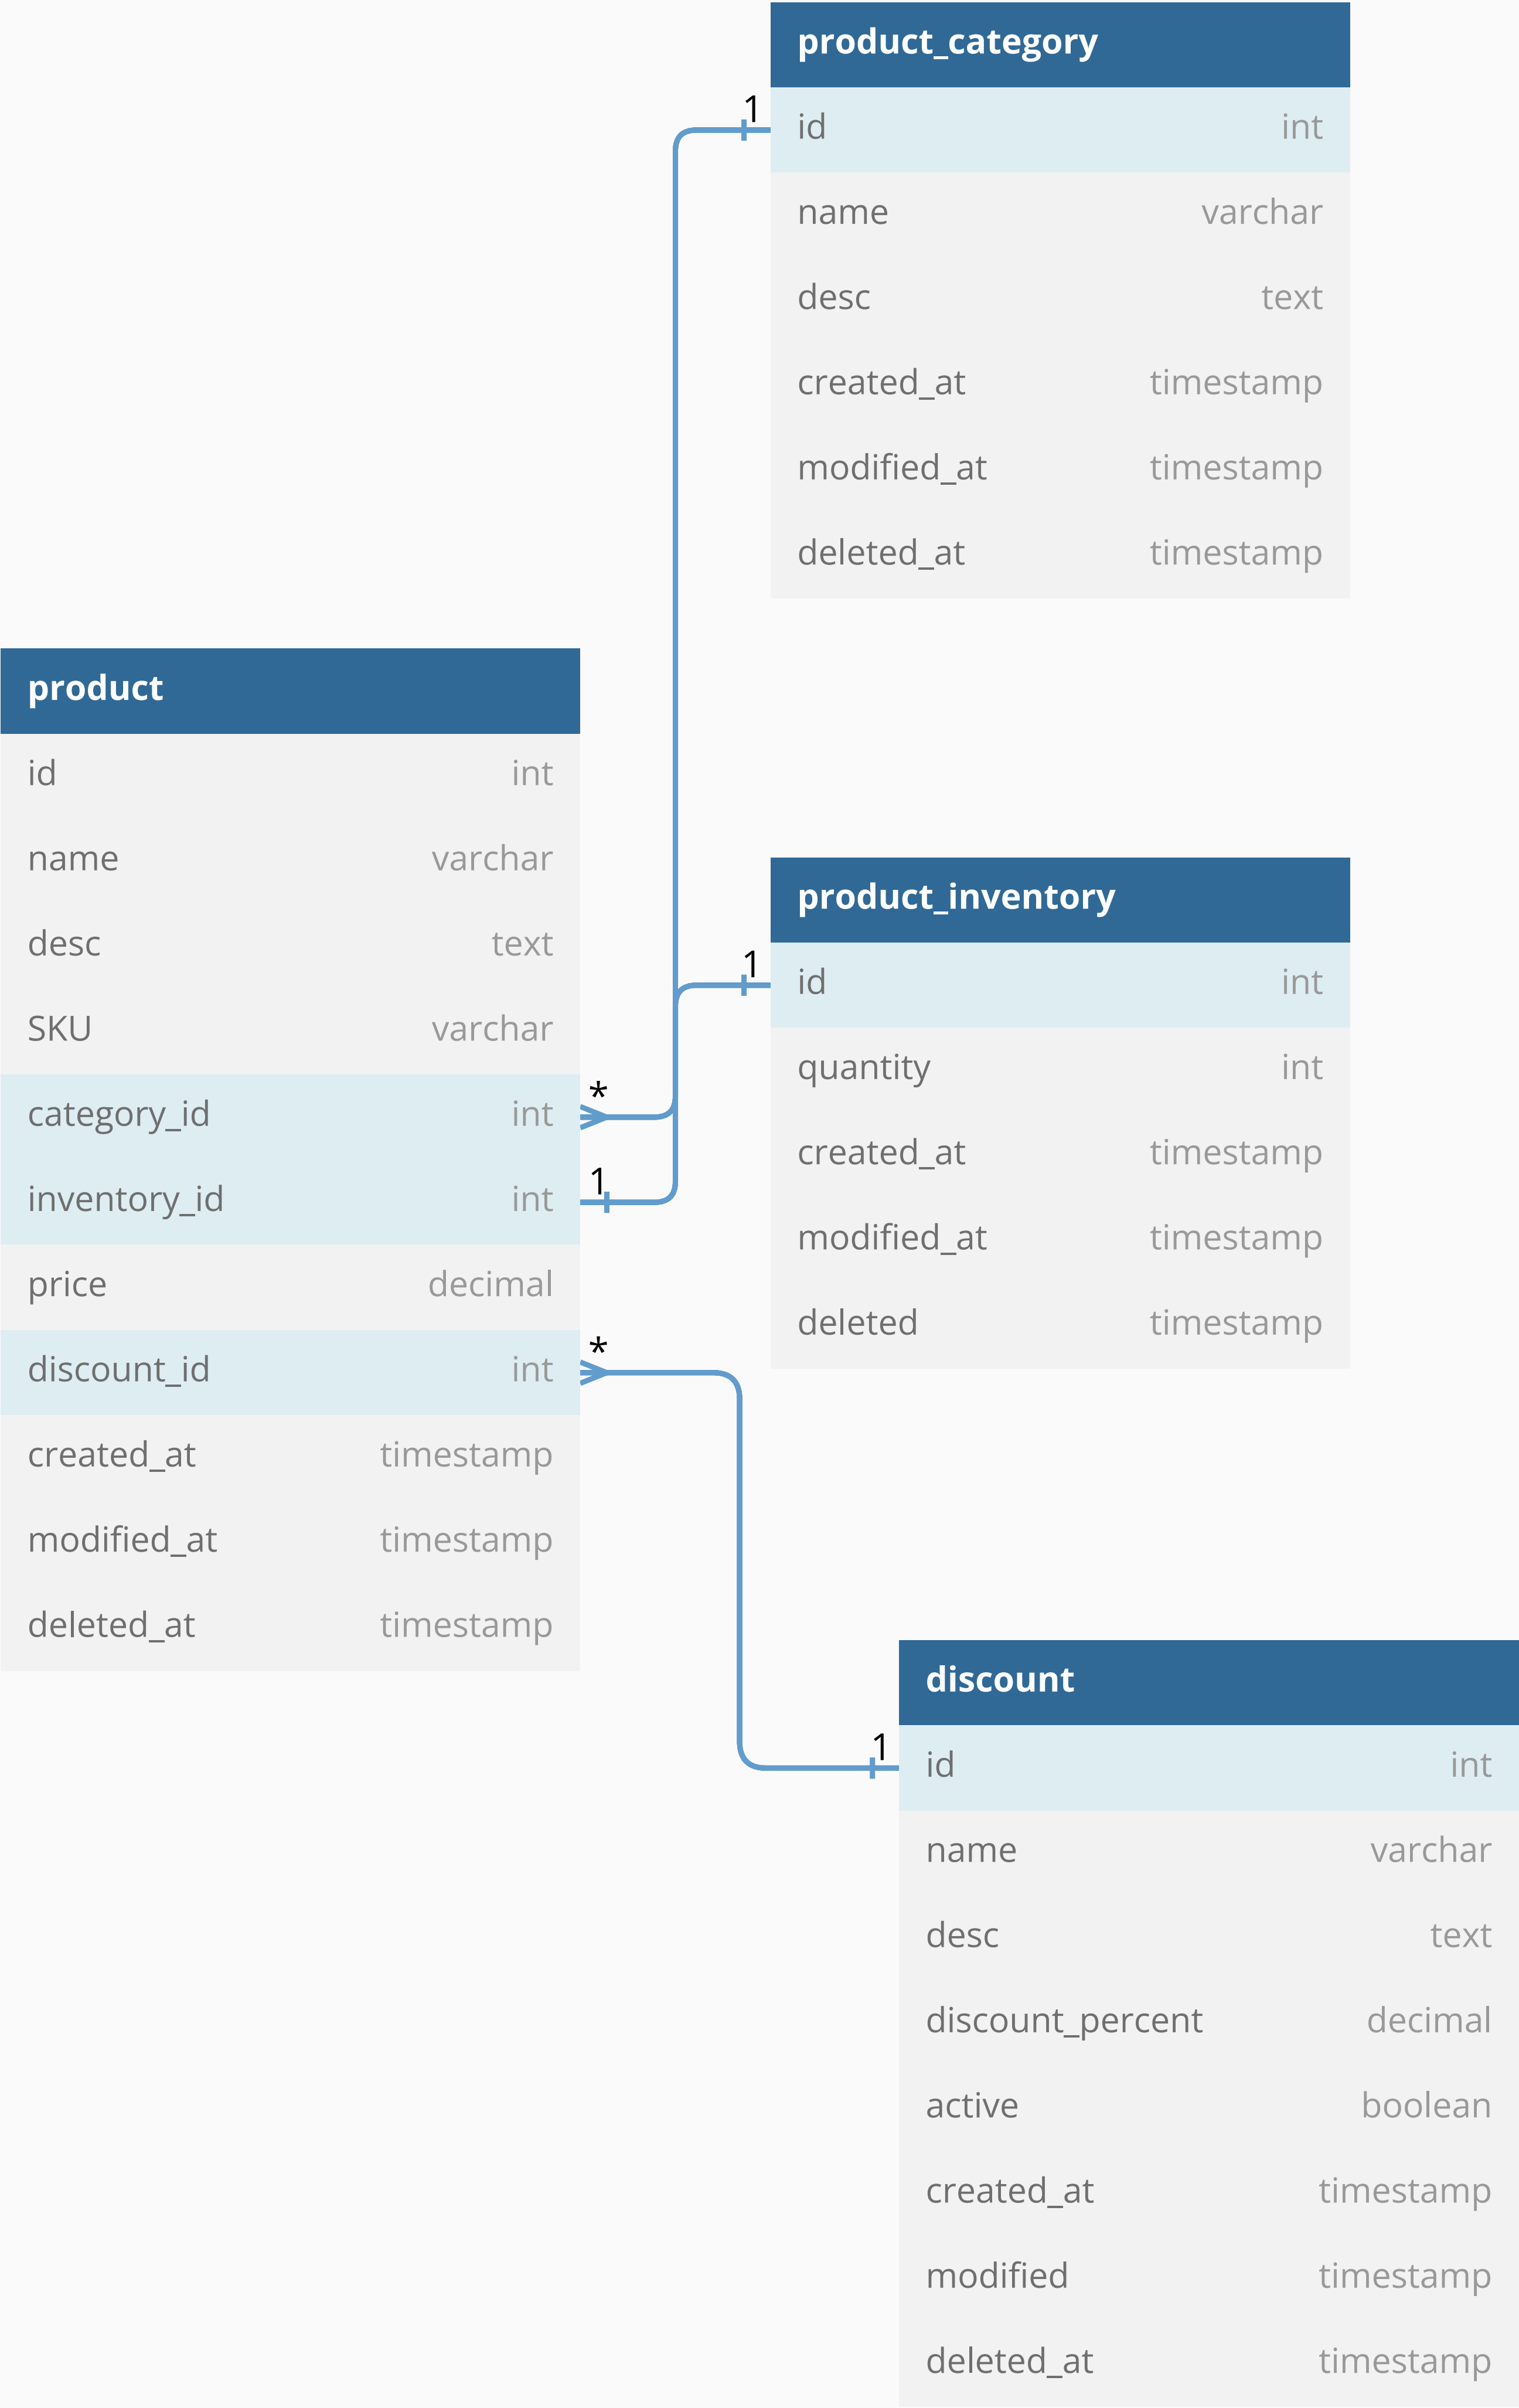 product_category
1
id int
name varchar
desc text
created_at timestamp
modified_at timestamp
deleted_at timestamp
product
id int
name varchar
desc text
SKU varchar
* category_id int
1 inventory_id int
price decimal
* discount_id int
created_at timestamp
modified_at timestamp
deleted_at timestamp
product_inventory
1
id int
quantity int
created_at timestamp
modified_at timestamp
deleted timestamp
discount
1
id int
name varchar
desc text
discount_percent decimal
active boolean
created_at timestamp
modified timestamp
deleted_at timestamp